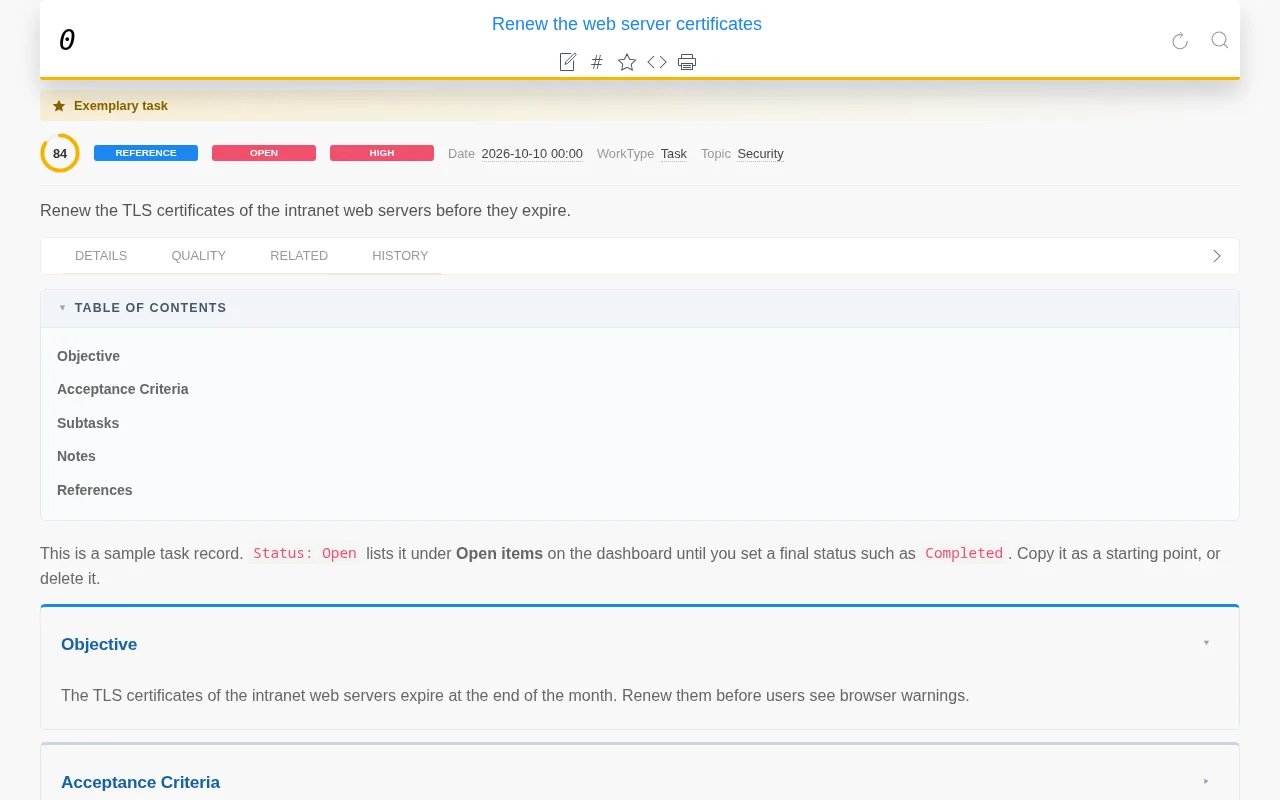 0
Renew the web server certificates
#
Exemplary task
84 REFERENCE OPEN HIGH Date 2026-10-10 00:00 WorkType Task Topic Security
Renew the TLS certificates of the intranet web servers before they expire.
DETAILS QUALITY RELATED HISTORY
TABLE OF CONTENTS
Objective
Acceptance Criteria
Subtasks
Notes
References
This is a sample task record. Status: Open lists it under Open items on the dashboard until you set a final status such as Completed. Copy it as a starting point, or
delete it.
Objective
The TLS certificates of the intranet web servers expire at the end of the month. Renew them before users see browser warnings.
Acceptance Criteria